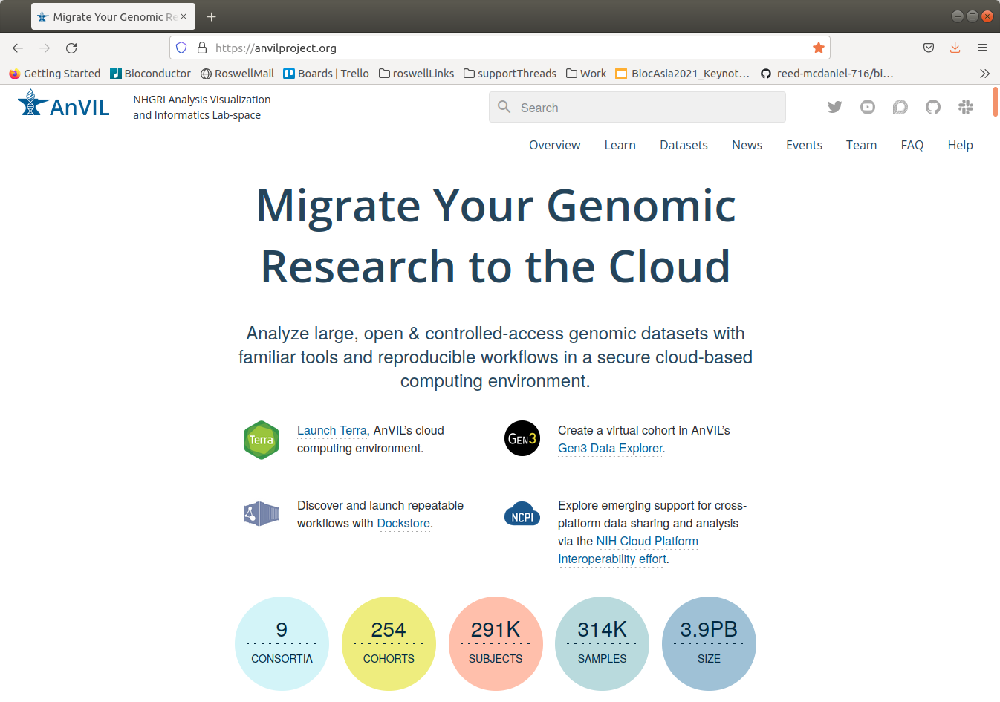 Migrate Your Genomic Re
https://anvilproject.org
Getting Started
Bioconductor
RoswellMail
Boards | Trello
roswellLinks
supportThreads
Work
BiocAsia2021_Keynot…
reed-mcdaniel-716/bi…
AnVIL
NHGRI Analysis Visualization
and Informatics Lab-space
Search
Overview
Learn
Datasets
News
Events
Team
FAQ
Help
Migrate Your Genomic
Research to the Cloud
Analyze large, open & controlled-access genomic datasets with
familiar tools and reproducible workflows in a secure cloud-based
computing environment.
Terra
Launch Terra, AnVIL’s cloud
computing environment.
GEN3
Create a virtual cohort in AnVIL’s
Gen3 Data Explorer.
Discover and launch repeatable
workflows with Dockstore.
NCPI
Explore emerging support for cross-
platform data sharing and analysis
via the NIH Cloud Platform
Interoperability effort.
9
CONSORTIA
254
COHORTS
291K
SUBJECTS
314K
SAMPLES
3.9PB
SIZE